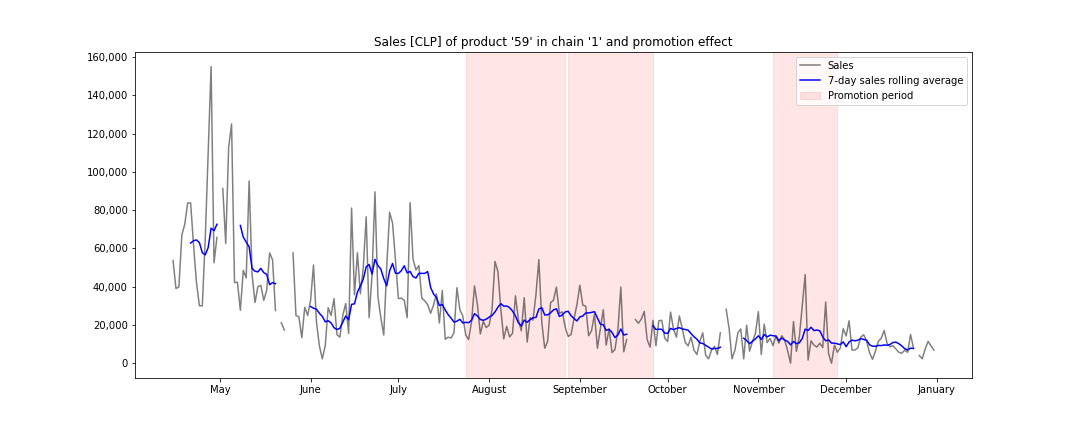 Sales [CLP] of product '59' in chain '1' and promotion effect
160,000
140,000
120,000
100,000
80,000
60,000
40,000
20,000
0
Sales
7-day sales rolling average
Promotion period
May June July August September October November December January